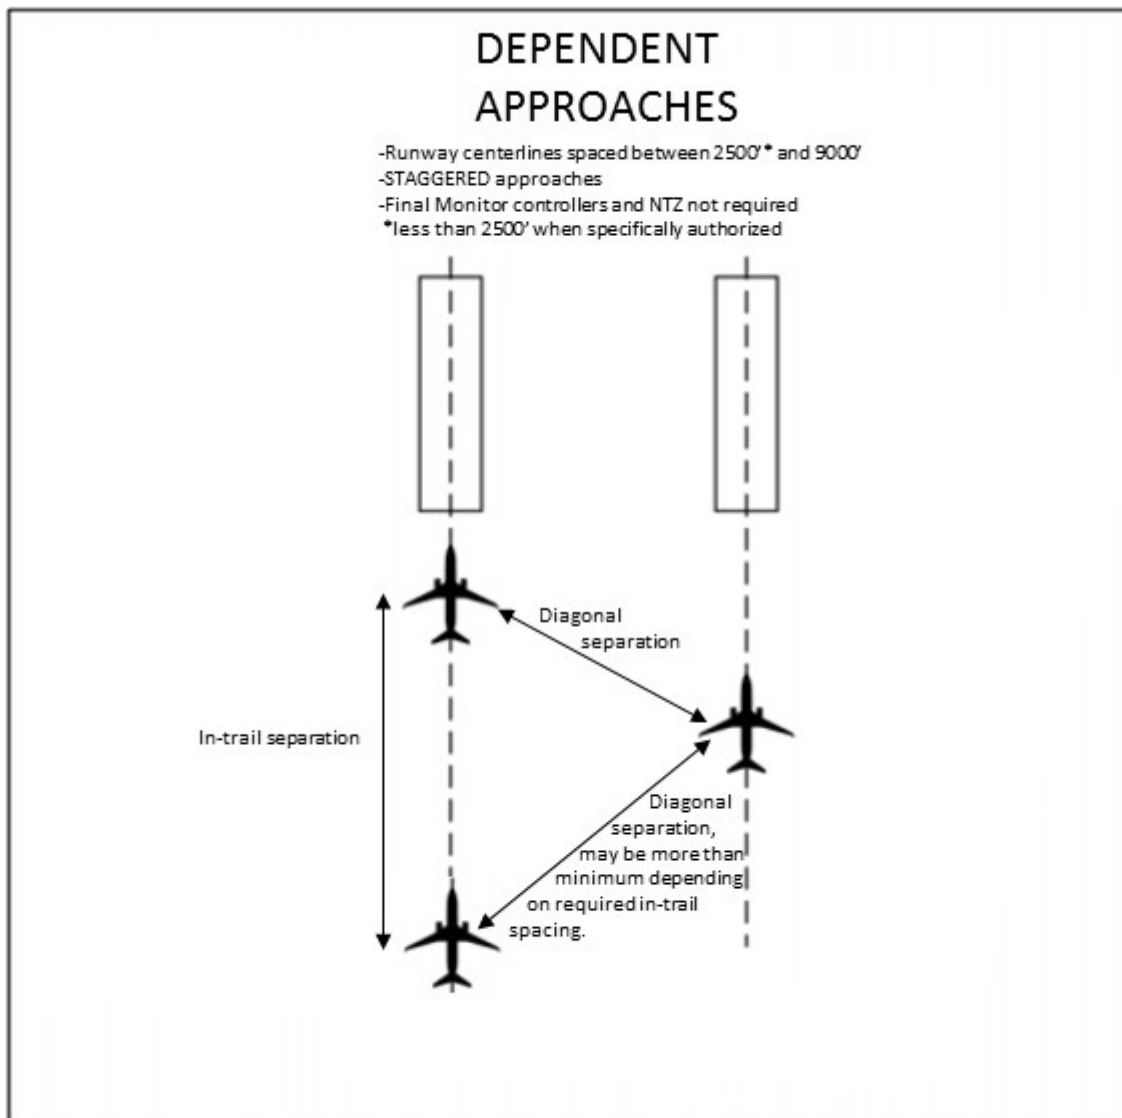 DEPENDENT
APPROACHES
-Runway centerlines spaced between 2500'* and 9000'
-STAGGERED approaches
-Final Monitor controllers and NTZ not required
*less than 2500' when specifically authorized
Diagonal
separation
In-trail separation
Diagonal
separation,
may be more than
minimum depending
on required in-trail
spacing.